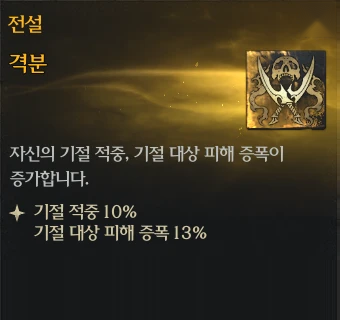 전설
격분
자신의 기절 적중, 기절 대상 피해 증폭이
증가합니다.
기절 적중 10%
기절 대상 피해 증폭 13%